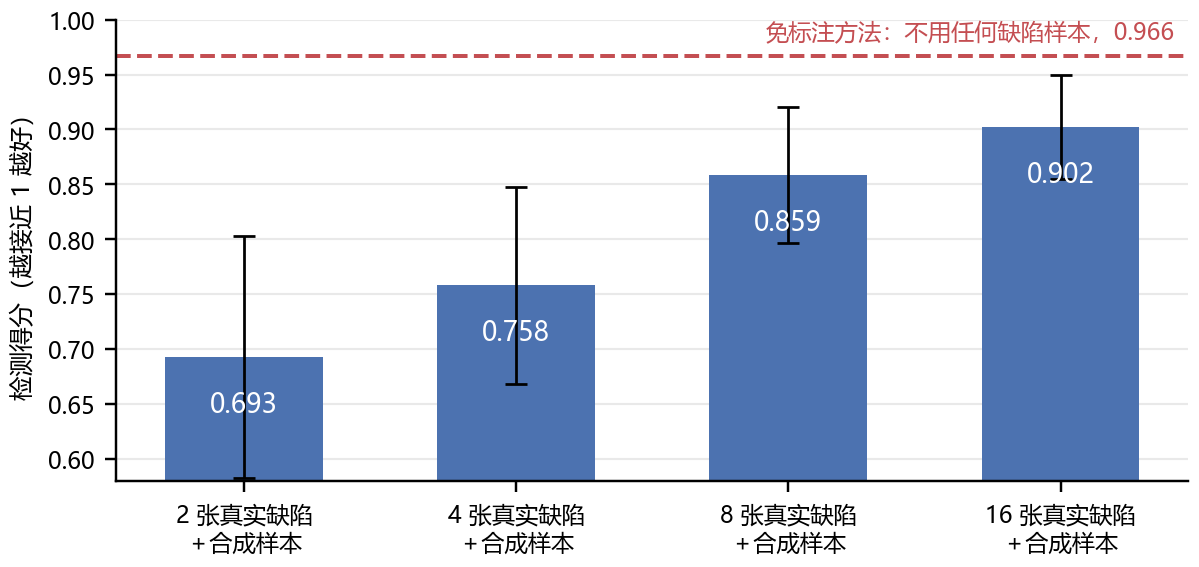 免标注方法：不用任何缺陷样本，0.966
检测得分（越接近 1 越好）
1.00
0.95
0.90
0.85
0.80
0.75
0.70
0.65
0.60
0.693
0.758
0.859
0.902
2 张真实缺陷
+合成样本
4 张真实缺陷
+合成样本
8 张真实缺陷
+合成样本
16 张真实缺陷
+合成样本